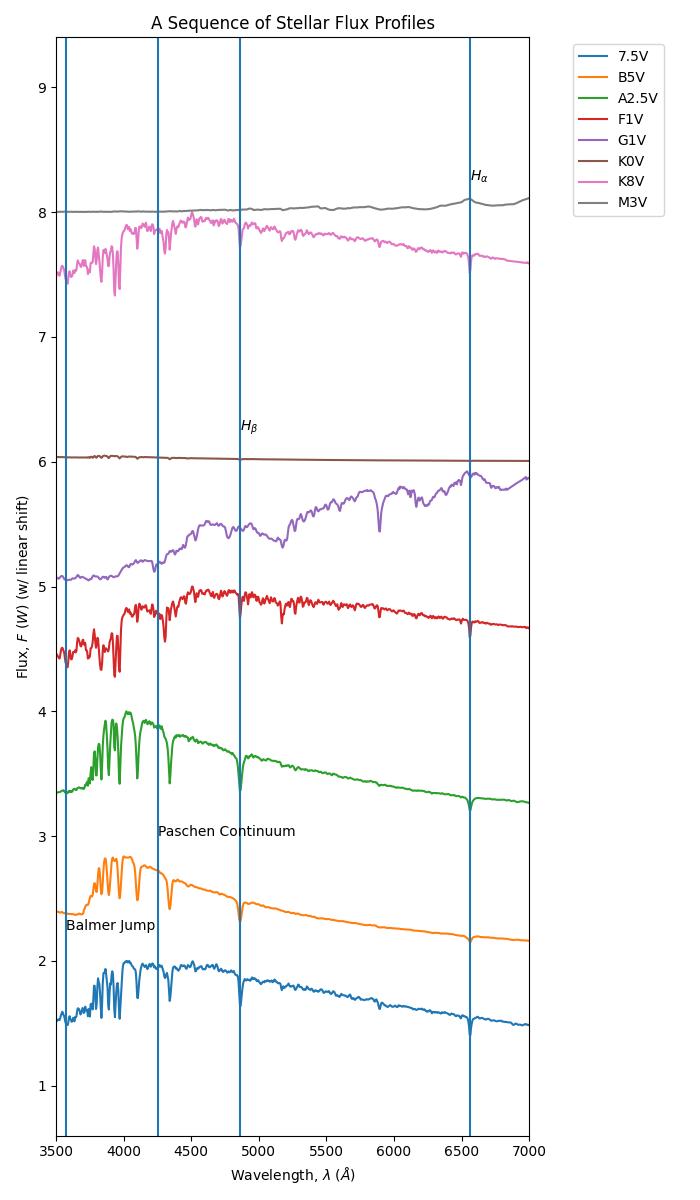 A Sequence of Stellar Flux Profiles
7.5V
B5V
A2.5V
F1V
G1V
K0V
K8V
M3V
Flux, F (W) (w/ linear shift)
9
8
7
6
5
4
3
2
1
Hα
Hβ
Paschen Continuum
Balmer Jump
3500 4000 4500 5000 5500 6000 6500 7000
Wavelength, λ (Å)